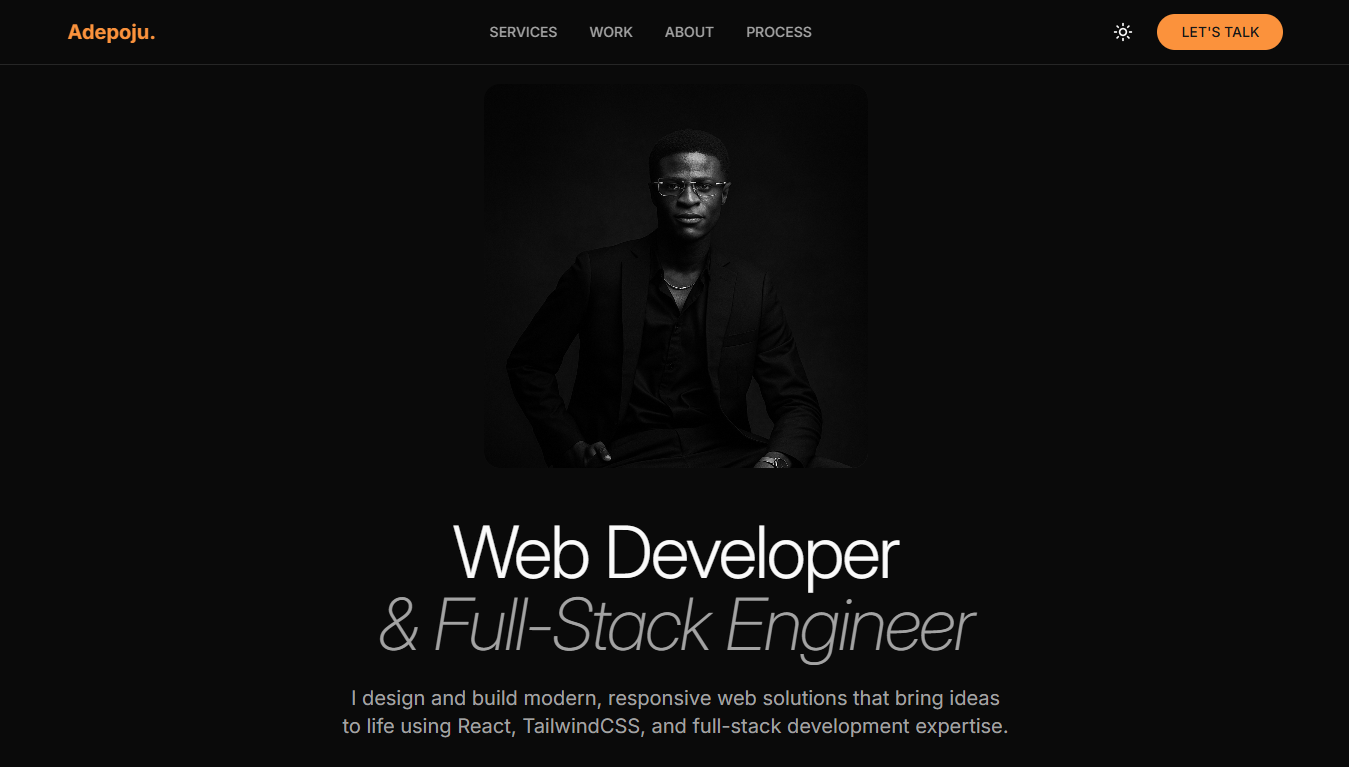 Adepoju.
SERVICES WORK ABOUT PROCESS
LET'S TALK
Web Developer
& Full-Stack Engineer
I design and build modern, responsive web solutions that bring ideas
to life using React, TailwindCSS, and full-stack development expertise.